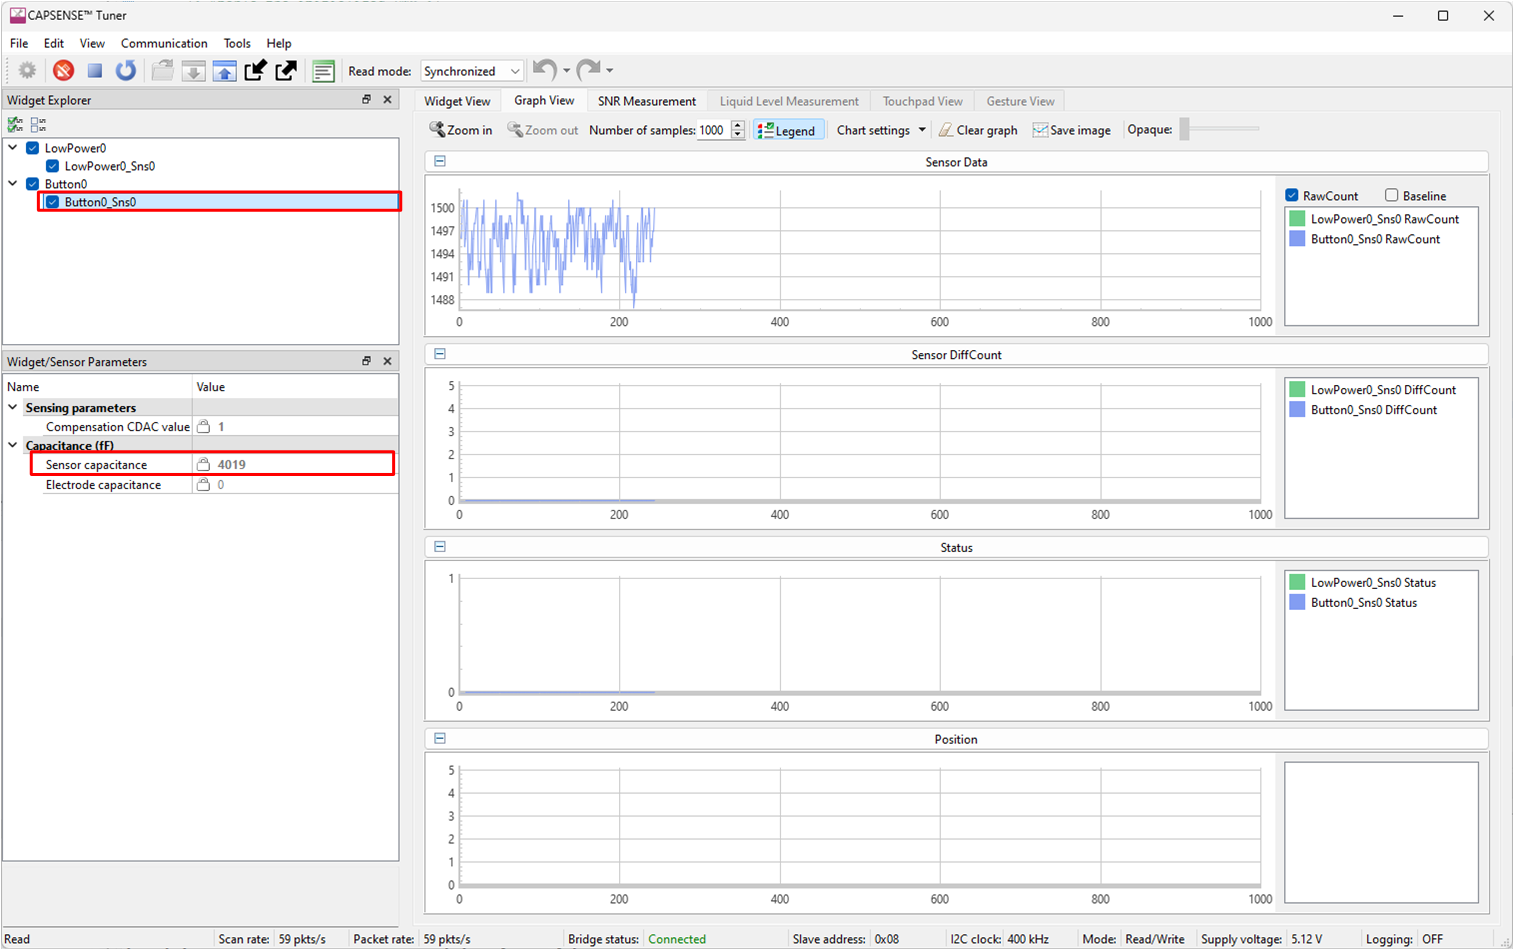 CAPSENSE™ Tuner
File Edit View Communication Tools Help
Read mode: Synchronized
Widget Explorer
LowPower0
LowPower0_Sns0
Button0
Button0_Sns0
Widget/Sensor Parameters
Name Value
Sensing parameters
Compensation CDAC value 1
Capacitance (fF)
Sensor capacitance 4019
Electrode capacitance 0
Widget View Graph View SNR Measurement Liquid Level Measurement Touchpad View Gesture View
Zoom in Zoom out Number of samples: 1000 Legend Chart settings Clear graph Save image Opaque:
Sensor Data
1500
1497
1494
1491
1488
0 200 400 600 800 1000
RawCount Baseline
LowPower0_Sns0 RawCount
Button0_Sns0 RawCount
Sensor DiffCount
5
4
3
2
1
0
0 200 400 600 800 1000
LowPower0_Sns0 DiffCount
Button0_Sns0 DiffCount
Status
1
0
0 200 400 600 800 1000
LowPower0_Sns0 Status
Button0_Sns0 Status
Position
5
4
3
2
1
0
0 200 400 600 800 1000
Read Scan rate: 59 pkts/s Packet rate: 59 pkts/s Bridge status: Connected Slave address: 0x08 I2C clock: 400 kHz Mode: Read/Write Supply voltage: 5.12 V Logging: OFF